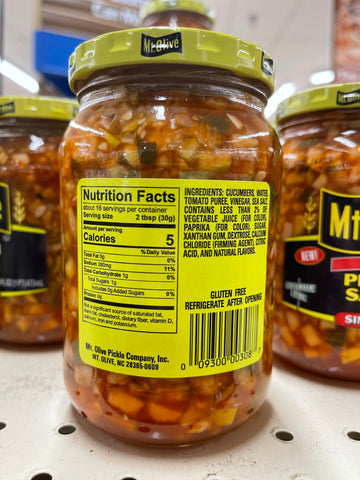 Mt. Olive
Nutrition Facts
about 16 servings per container
Serving size 2 tbsp (30g)
Amount per serving
Calories 5
% Daily Value
Total Fat 0g 0%
Sodium 260mg 11%
Total Carbohydrate 1g 0%
Total Sugars 1g
Includes 0g Added Sugars 0%
Protein 0g
Not a significant source of saturated fat,
trans fat, cholesterol, dietary fiber, vitamin D,
calcium, iron and potassium.
Mt. Olive Pickle Company, Inc.
MT. OLIVE, NC 28365-0609
INGREDIENTS: CUCUMBERS, WATER,
TOMATO PUREE, VINEGAR, SEA SALT,
CONTAINS LESS THAN 2% OF
VEGETABLE JUICE (FOR COLOR),
PAPRIKA (FOR COLOR), SUGAR,
XANTHAN GUM, DEXTROSE, CALCIUM
CHLORIDE (FIRMING AGENT), CITRIC
ACID, AND NATURAL FLAVORS.
GLUTEN FREE
REFRIGERATE AFTER OPENING
0 09300 00308
NEW!